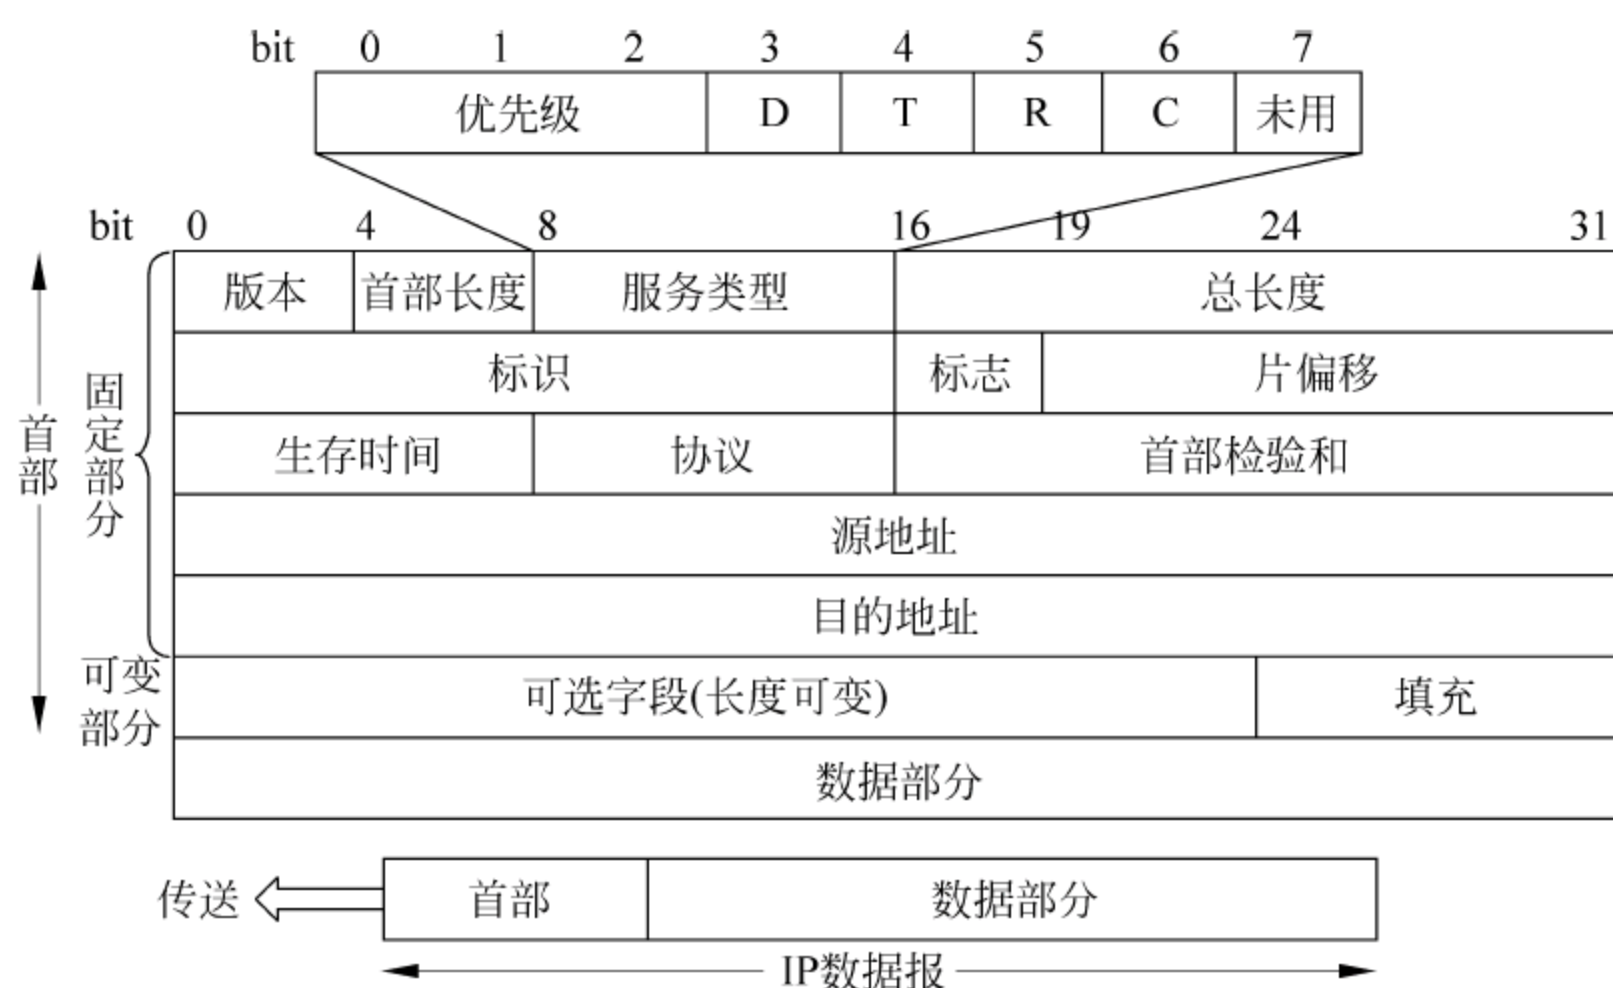 bit 0 1 2 3 4 5 6 7
优先级 D T R C 未用
bit 0 4 8 16 19 24 31
版本 首部长度 服务类型 总长度
标识 标志 片偏移
生存时间 协议 首部检验和
源地址
目的地址
可选字段(长度可变) 填充
数据部分
首部
固定部分
可变
部分
传送 首部 数据部分
IP数据报